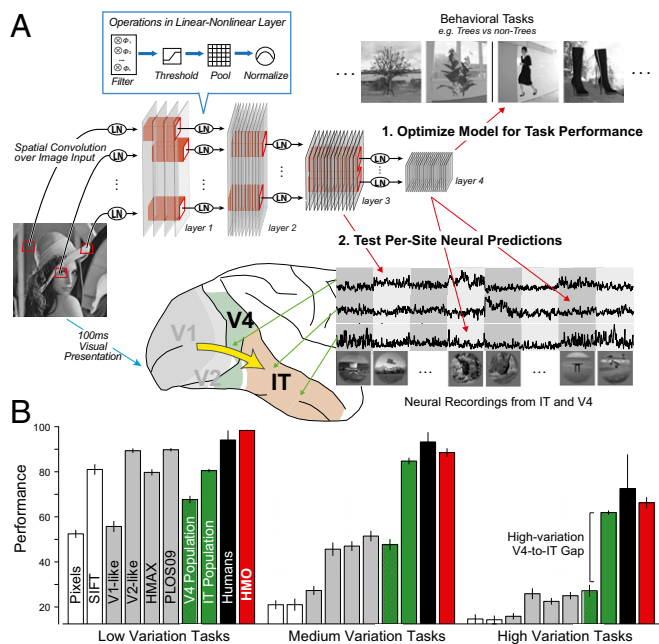 A
Operations in Linear-Nonlinear Layer
⊗Φ₁
⊗Φ₂
...
⊗Φₖ
Filter
Threshold
Pool
Normalize
Behavioral Tasks
e.g. Trees vs non-Trees
... ...
1. Optimize Model for Task Performance
Spatial Convolution
over Image Input
LN LN LN LN
LN LN LN LN
LN LN
layer 1
layer 2
layer 3
layer 4
2. Test Per-Site Neural Predictions
100ms
Visual
Presentation
V1
V2
V4
IT
... ...
Neural Recordings from IT and V4
B
Performance
100
80
60
40
20
Pixels
SIFT
V1-like
V2-like
HMAX
PLOS09
V4 Population
IT Population
Humans
HMO
High-variation
V4-to-IT Gap
Low Variation Tasks
Medium Variation Tasks
High Variation Tasks